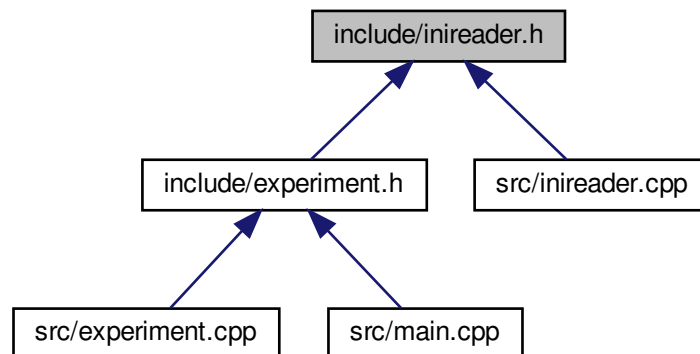 include/inireader.h
include/experiment.h
src/inireader.cpp
src/experiment.cpp
src/main.cpp